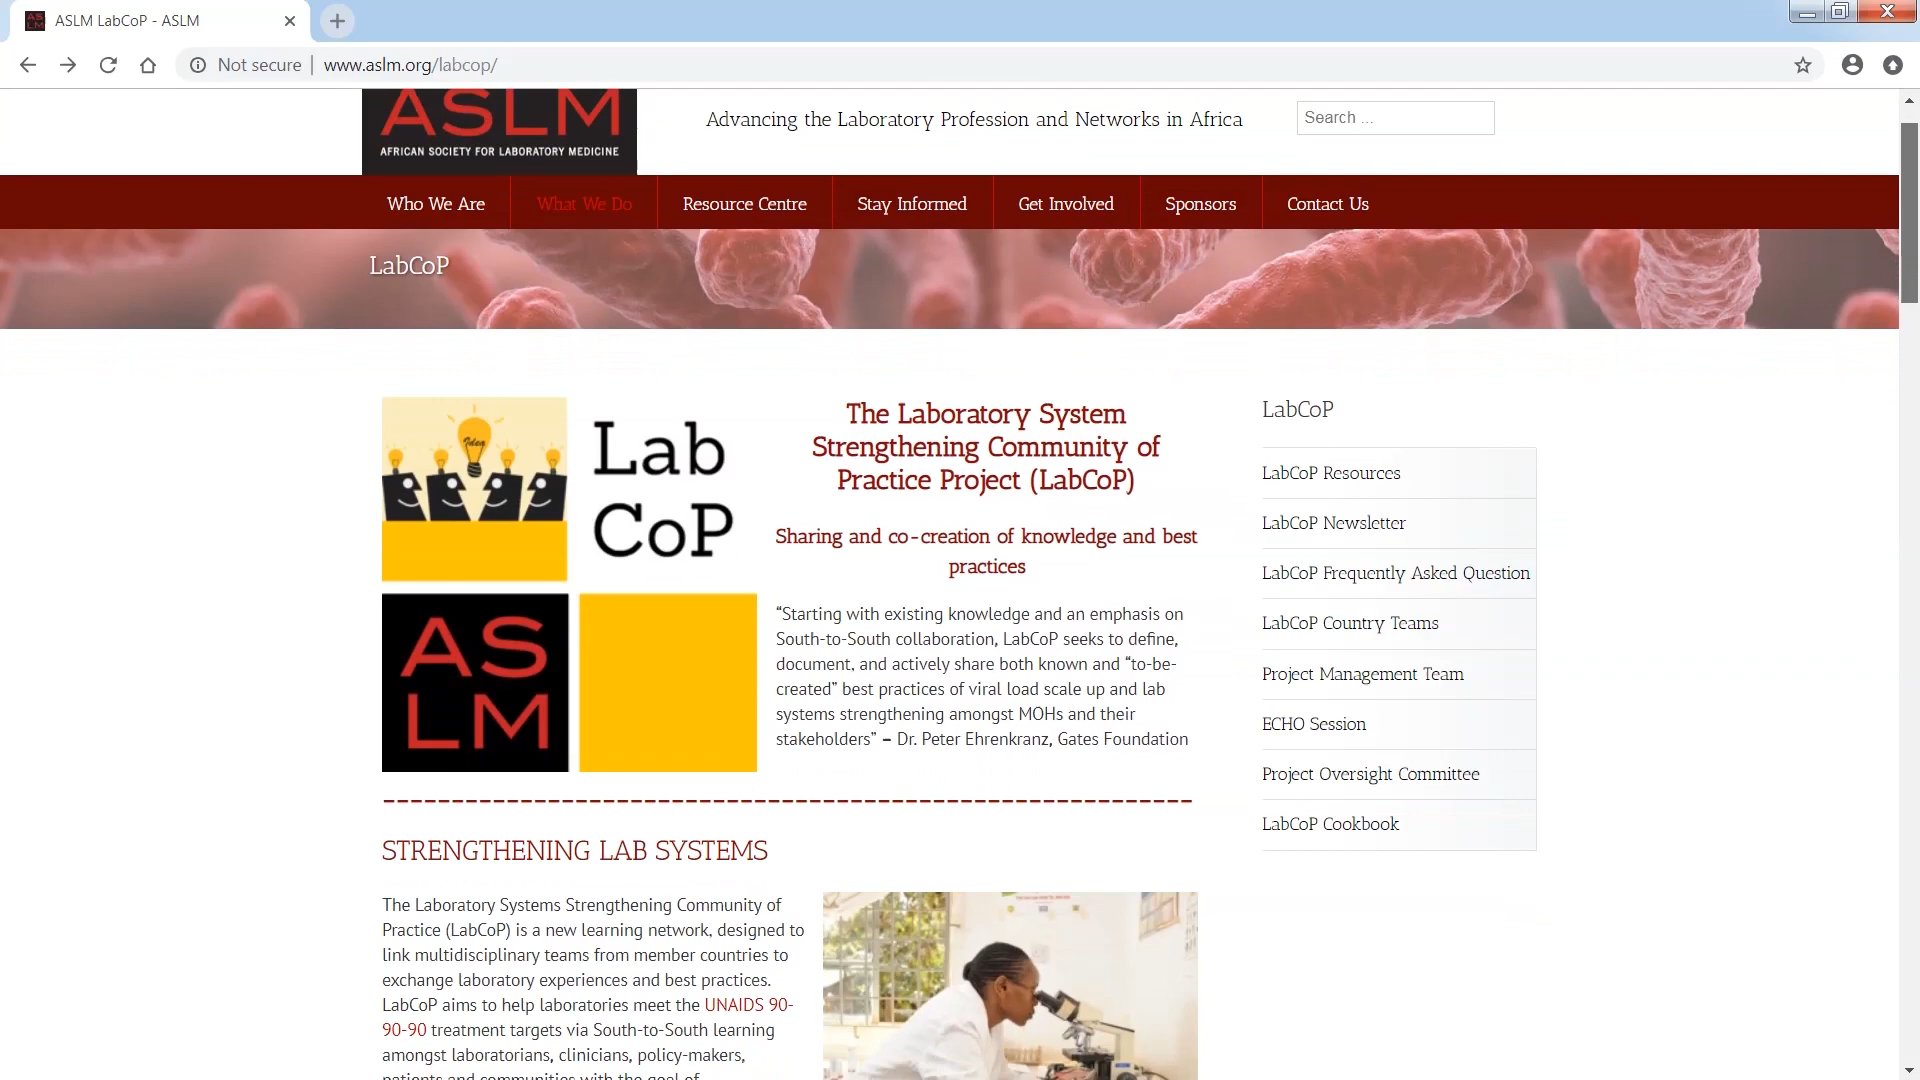 ASLM LabCoP - ASLM
Not secure | www.aslm.org/labcop/
ASLM
AFRICAN SOCIETY FOR LABORATORY MEDICINE
Advancing the Laboratory Profession and Networks in Africa
Search ...
Who We Are
What We Do
Resource Centre
Stay Informed
Get Involved
Sponsors
Contact Us
LabCoP
Idea
Lab
CoP
AS
LM
The Laboratory System
Strengthening Community of
Practice Project (LabCoP)
Sharing and co-creation of knowledge and best
practices
“Starting with existing knowledge and an emphasis on
South-to-South collaboration, LabCoP seeks to define,
document, and actively share both known and “to-be-
created” best practices of viral load scale up and lab
systems strengthening amongst MOHs and their
stakeholders” – Dr. Peter Ehrenkranz, Gates Foundation
LabCoP
LabCoP Resources
LabCoP Newsletter
LabCoP Frequently Asked Question
LabCoP Country Teams
Project Management Team
ECHO Session
Project Oversight Committee
LabCoP Cookbook
STRENGTHENING LAB SYSTEMS
The Laboratory Systems Strengthening Community of
Practice (LabCoP) is a new learning network, designed to
link multidisciplinary teams from member countries to
exchange laboratory experiences and best practices.
LabCoP aims to help laboratories meet the UNAIDS 90-
90-90 treatment targets via South-to-South learning
amongst laboratorians, clinicians, policy-makers,
patients and communities with the goal of